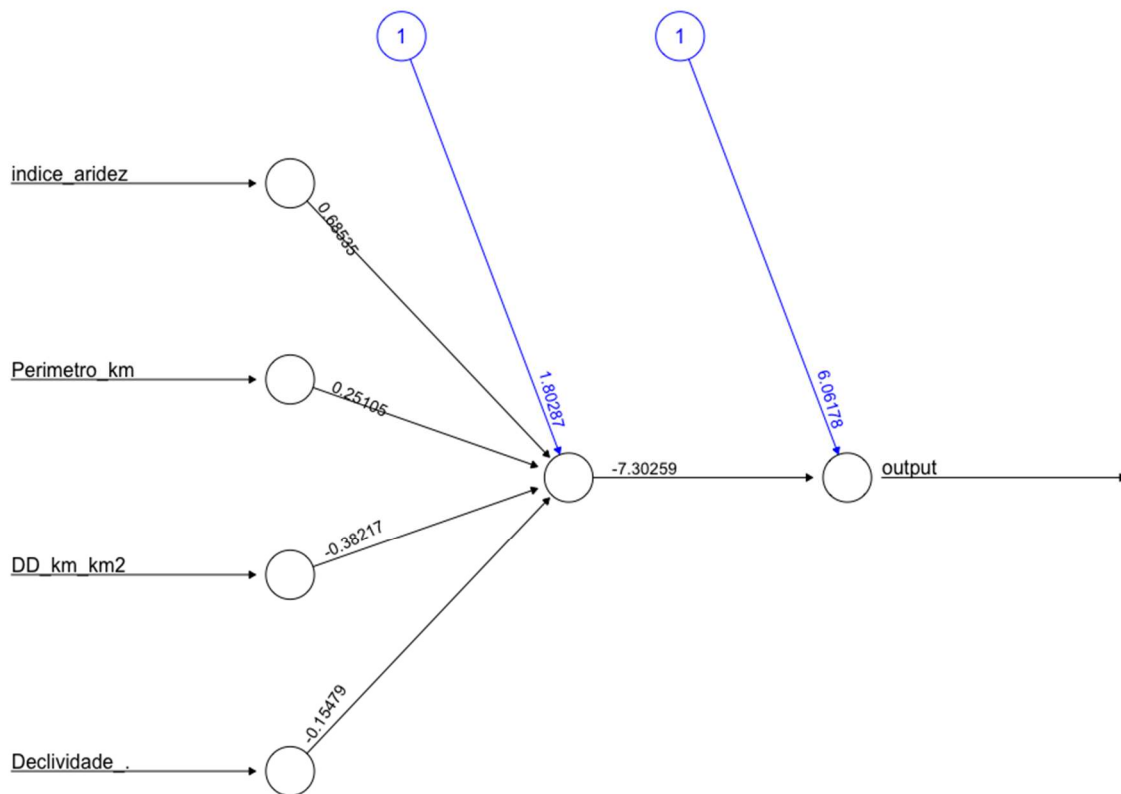 1
1
indice_aridez
0.68535
Perimetro_km
0.25105
1.80287
6.06178
-7.30259
output
-0.38217
DD_km_km2
-0.15479
Declividade_.